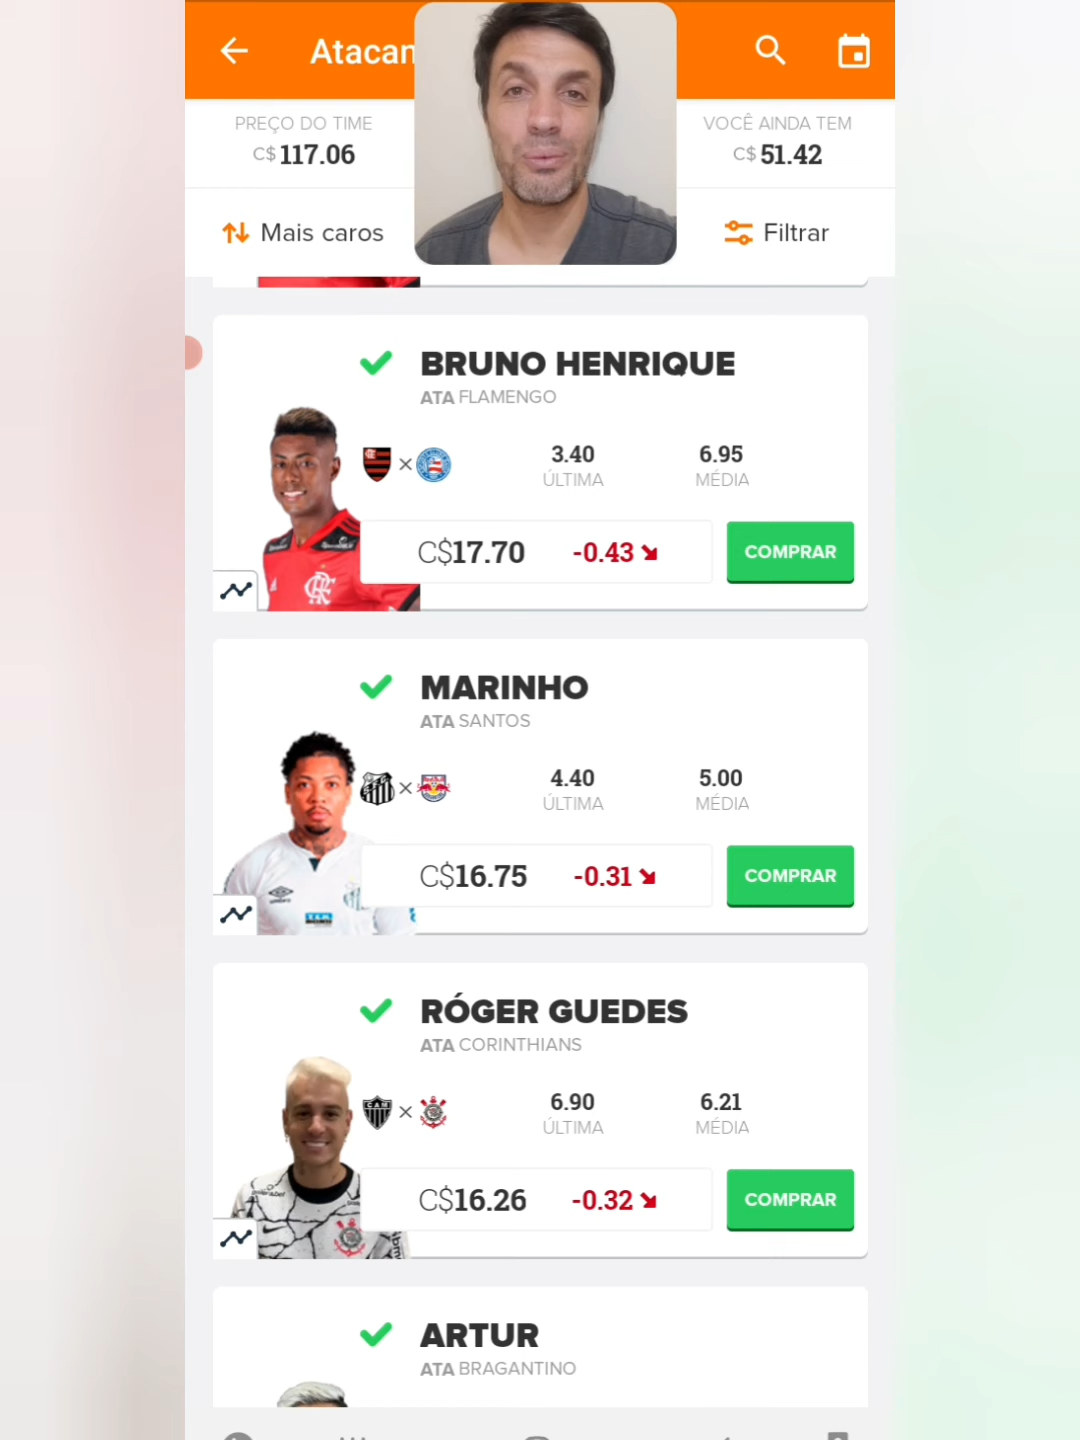 Atacan
PREÇO DO TIME
C$ 117.06
VOCÊ AINDA TEM
C$ 51.42
Mais caros
Filtrar
BRUNO HENRIQUE
ATA FLAMENGO
×
3.40
ÚLTIMA
6.95
MÉDIA
C$17.70
-0.43
COMPRAR
MARINHO
ATA SANTOS
×
4.40
ÚLTIMA
5.00
MÉDIA
C$16.75
-0.31
COMPRAR
RÓGER GUEDES
ATA CORINTHIANS
×
6.90
ÚLTIMA
6.21
MÉDIA
C$16.26
-0.32
COMPRAR
ARTUR
ATA BRAGANTINO